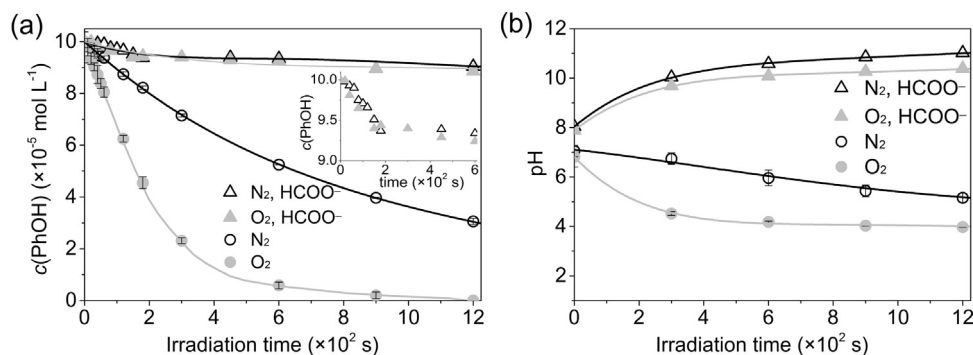 (a)
10
8
6
4
2
0
c(PhOH) (×10⁻⁵ mol L⁻¹)
0 2 4 6 8 10 12
Irradiation time (×10² s)
N₂, HCOO⁻
O₂, HCOO⁻
N₂
O₂
10.0
9.5
9.0
c(PhOH)
0 2 4 6
time (×10² s)
(b)
12
10
8
6
4
2
pH
0 2 4 6 8 10 12
Irradiation time (×10² s)
N₂, HCOO⁻
O₂, HCOO⁻
N₂
O₂